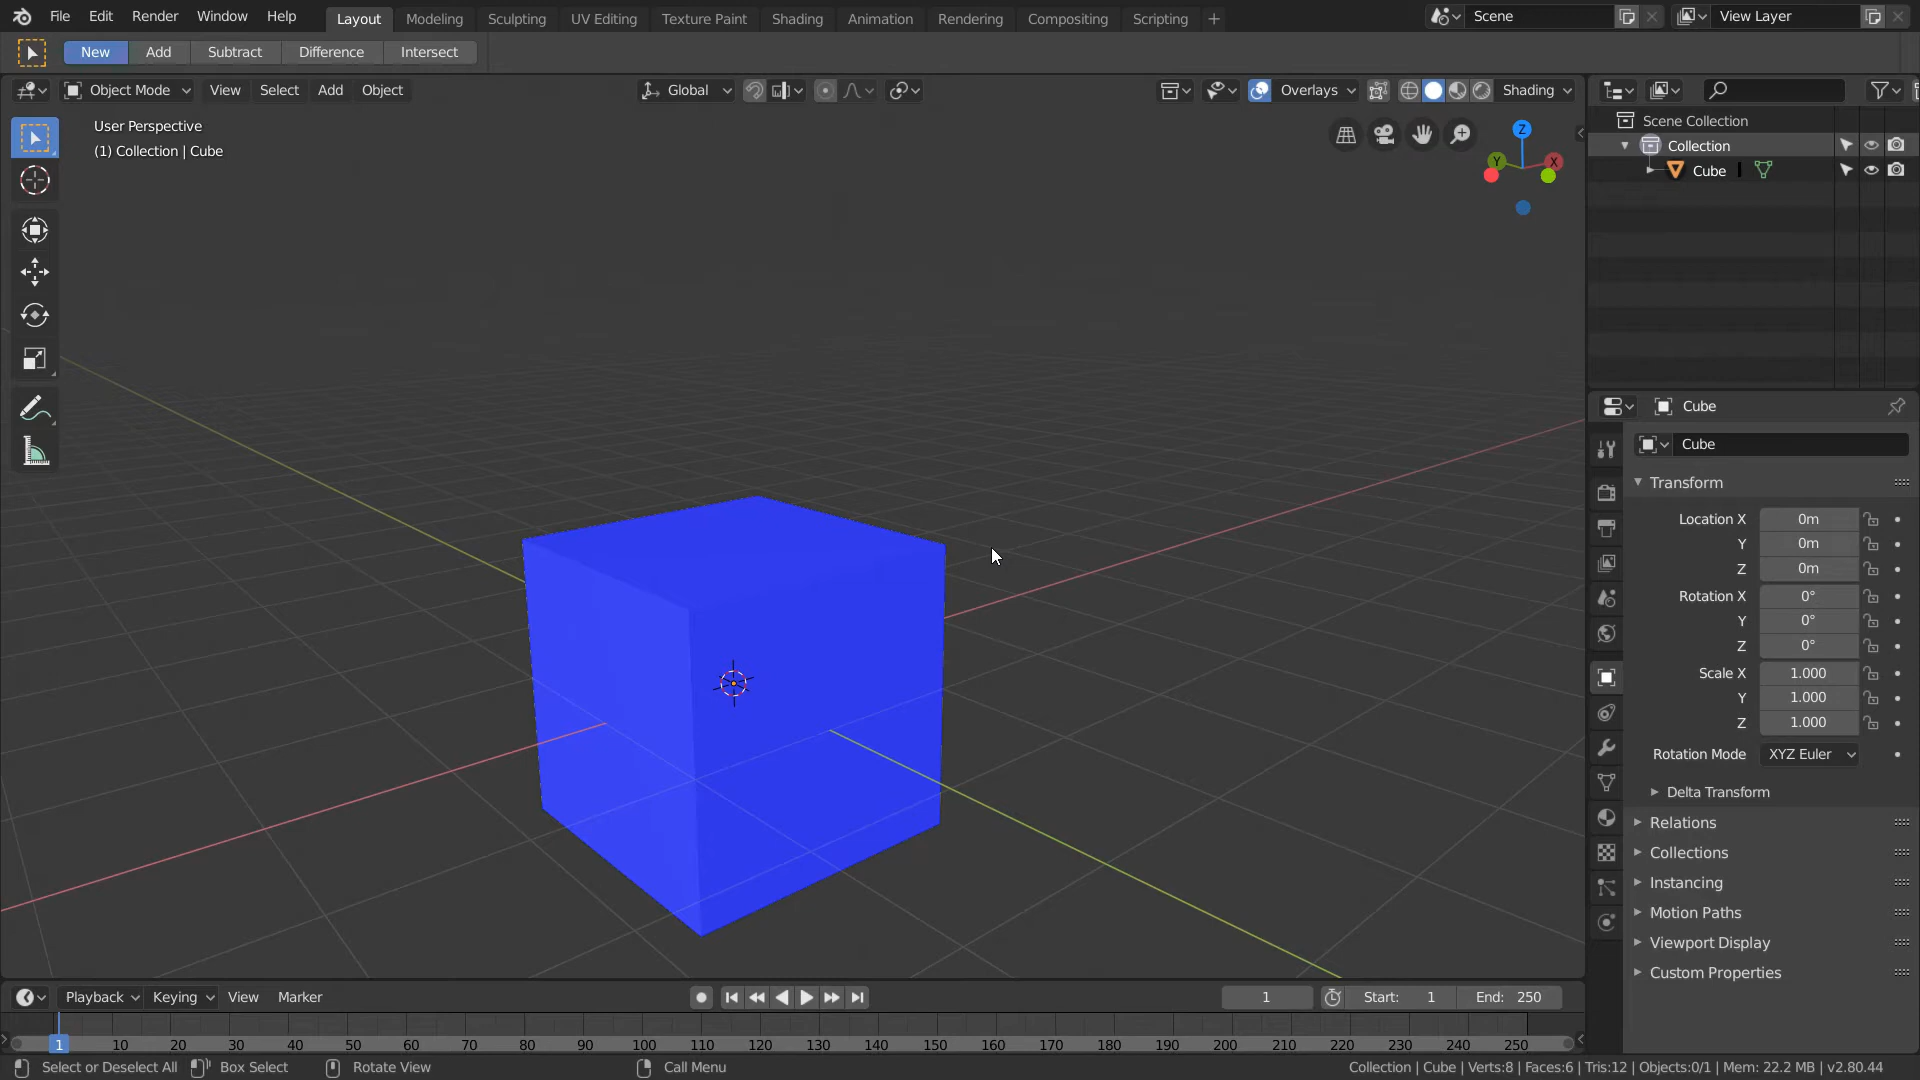 File Edit Render Window Help Layout Modeling Sculpting UV Editing Texture Paint Shading Animation Rendering Compositing Scripting + Scene View Layer
New Add Subtract Difference Intersect
Object Mode View Select Add Object Global Overlays Shading
User Perspective
(1) Collection | Cube
Z
Y X
Scene Collection
Collection
Cube
Cube
Cube
Transform
Location X 0m
Y 0m
Z 0m
Rotation X 0°
Y 0°
Z 0°
Scale X 1.000
Y 1.000
Z 1.000
Rotation Mode XYZ Euler
Delta Transform
Relations
Collections
Instancing
Motion Paths
Viewport Display
Custom Properties
Playback Keying View Marker 1 Start: 1 End: 250
1 10 20 30 40 50 60 70 80 90 100 110 120 130 140 150 160 170 180 190 200 210 220 230 240 250
Select or Deselect All Box Select Rotate View Call Menu Collection | Cube | Verts:8 | Faces:6 | Tris:12 | Objects:0/1 | Mem: 22.2 MB | v2.80.44